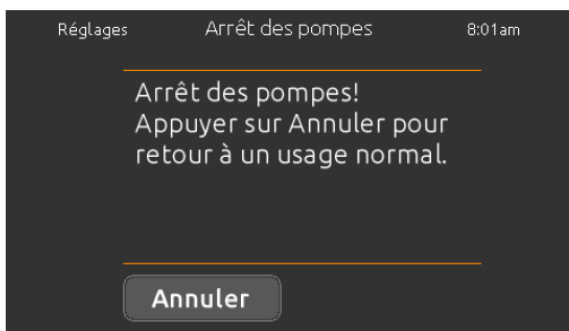 Réglages Arrêt des pompes 8:01am
Arrêt des pompes!
Appuyer sur Annuler pour
retour à un usage normal.
Annuler